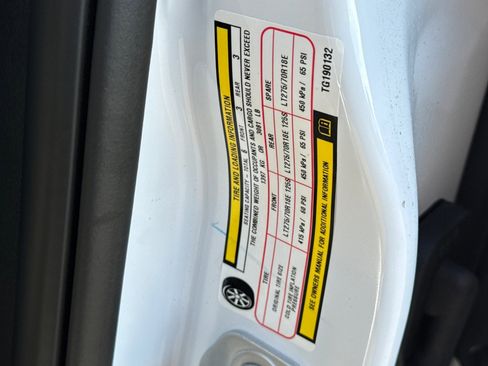 TIRE AND LOADING INFORMATION
SEATING CAPACITY - TOTAL 6 FRONT 3 REAR 3
THE COMBINED WEIGHT OF OCCUPANTS AND CARGO SHOULD NEVER EXCEED
1397 KG OR 3081 LB
TIRE FRONT REAR SPARE
ORIGINAL TIRE SIZE LT275/70R18E 125S LT275/70R18E 125S LT275/70R18E
COLD TIRE INFLATION PRESSURE 415 kPa / 60 PSI 450 kPa / 65 PSI 450 kPa / 65 PSI
SEE OWNERS MANUAL FOR ADDITIONAL INFORMATION
TG190132